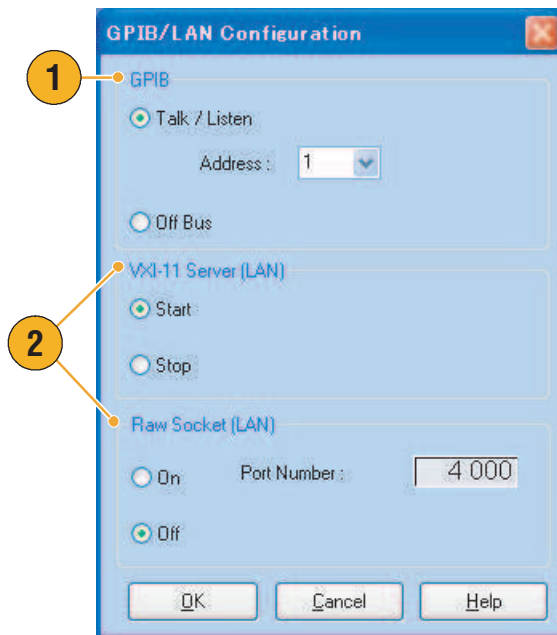 GPIB/LAN Configuration
1
GPIB
Talk / Listen
Address :
1
Off Bus
VXI-11 Server (LAN)
Start
2
Stop
Raw Socket (LAN)
On Port Number : 4 000
Off
OK Cancel Help